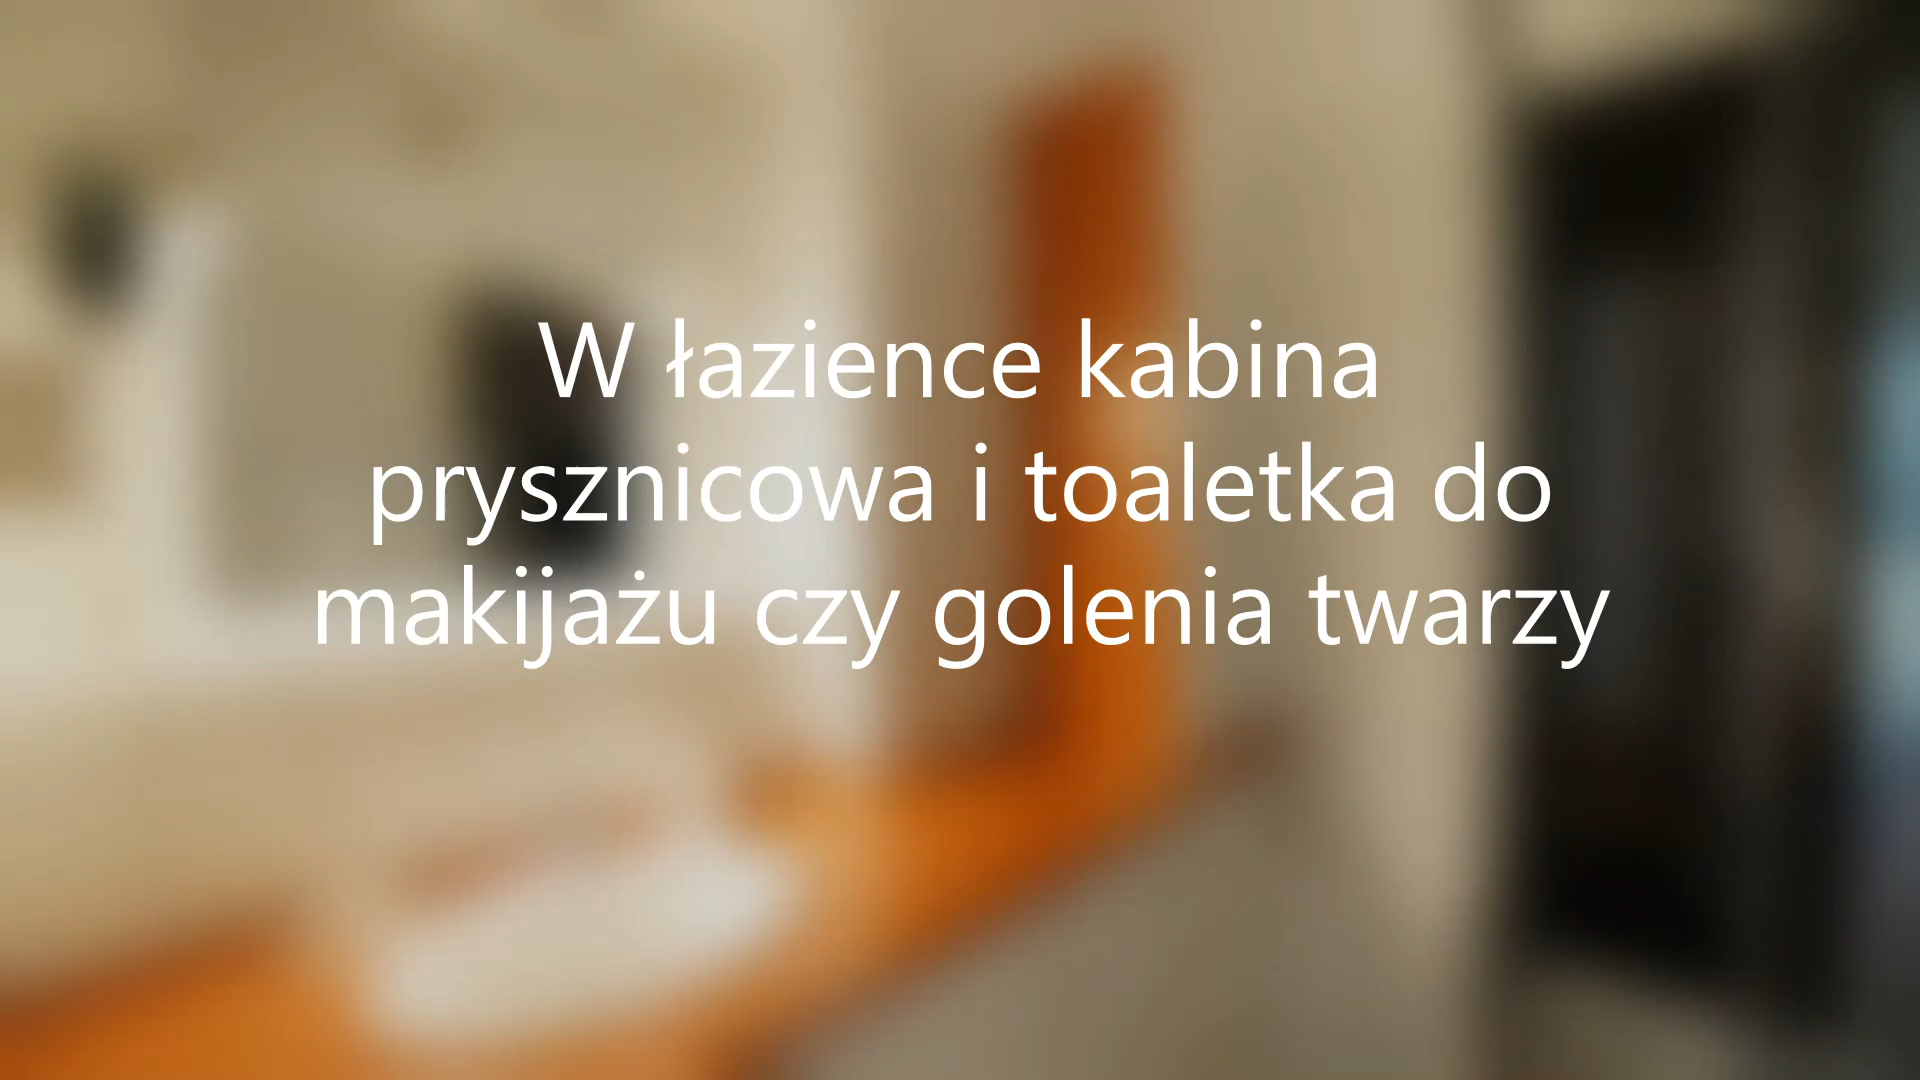 W łazience kabina
prysznicowa i toaletka do
makijażu czy golenia twarzy